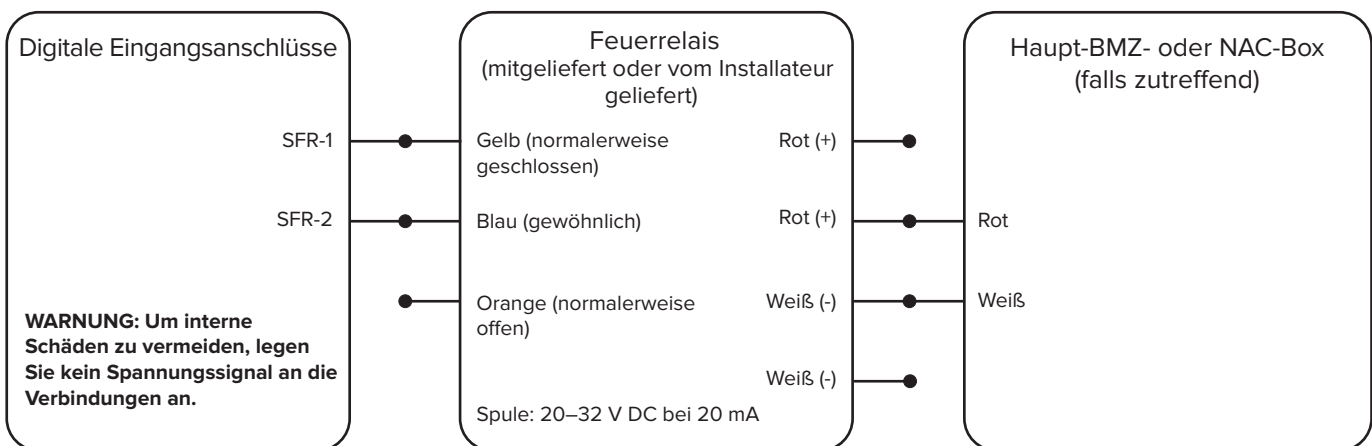 Digitale Eingangsanschlüsse
SFR-1
SFR-2
WARNUNG: Um interne
Schäden zu vermeiden, legen
Sie kein Spannungssignal an die
Verbindungen an.
Feuerrelais
(mitgeliefert oder vom Installateur
geliefert)
Gelb (normalerweise
geschlossen)
Rot (+)
Blau (gewöhnlich)
Rot (+)
Orange (normalerweise
offen)
Weiß (-)
Weiß (-)
Spule: 20–32 V DC bei 20 mA
Haupt-BMZ- oder NAC-Box
(falls zutreffend)
Rot
Weiß